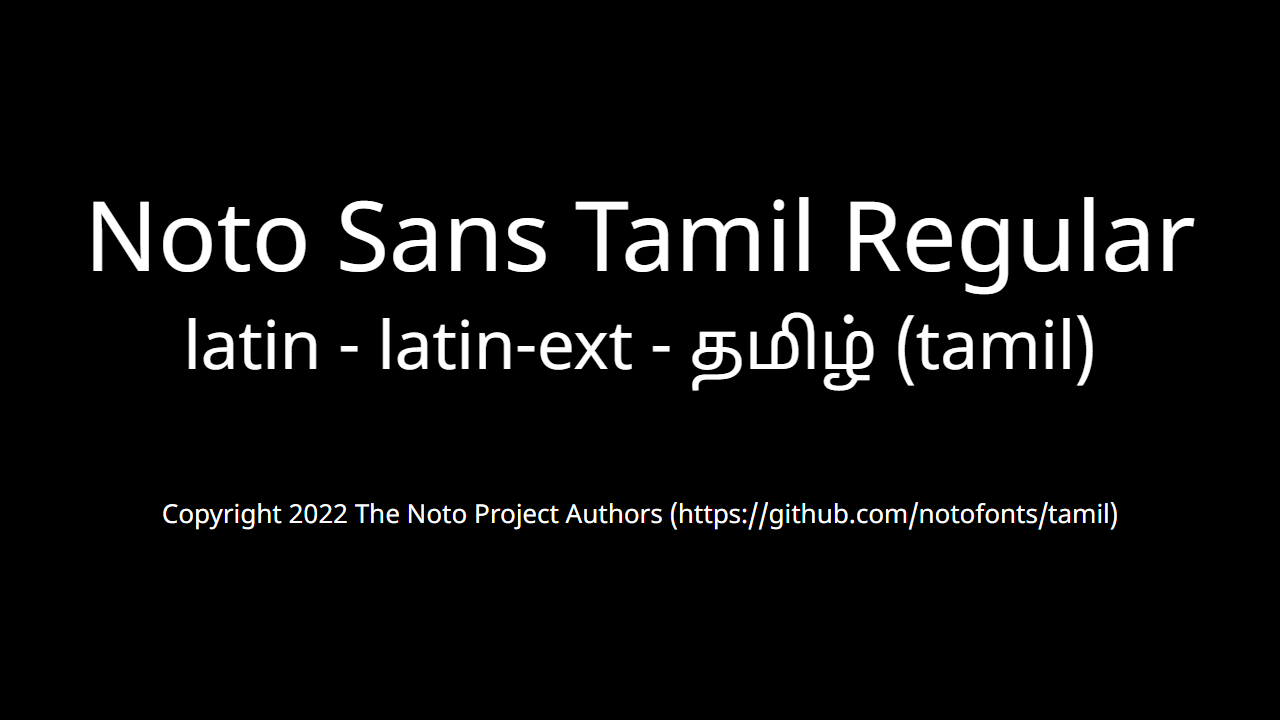 Noto Sans Tamil Regular
latin - latin-ext - தமிழ் (tamil)
Copyright 2022 The Noto Project Authors (https://github.com/notofonts/tamil)